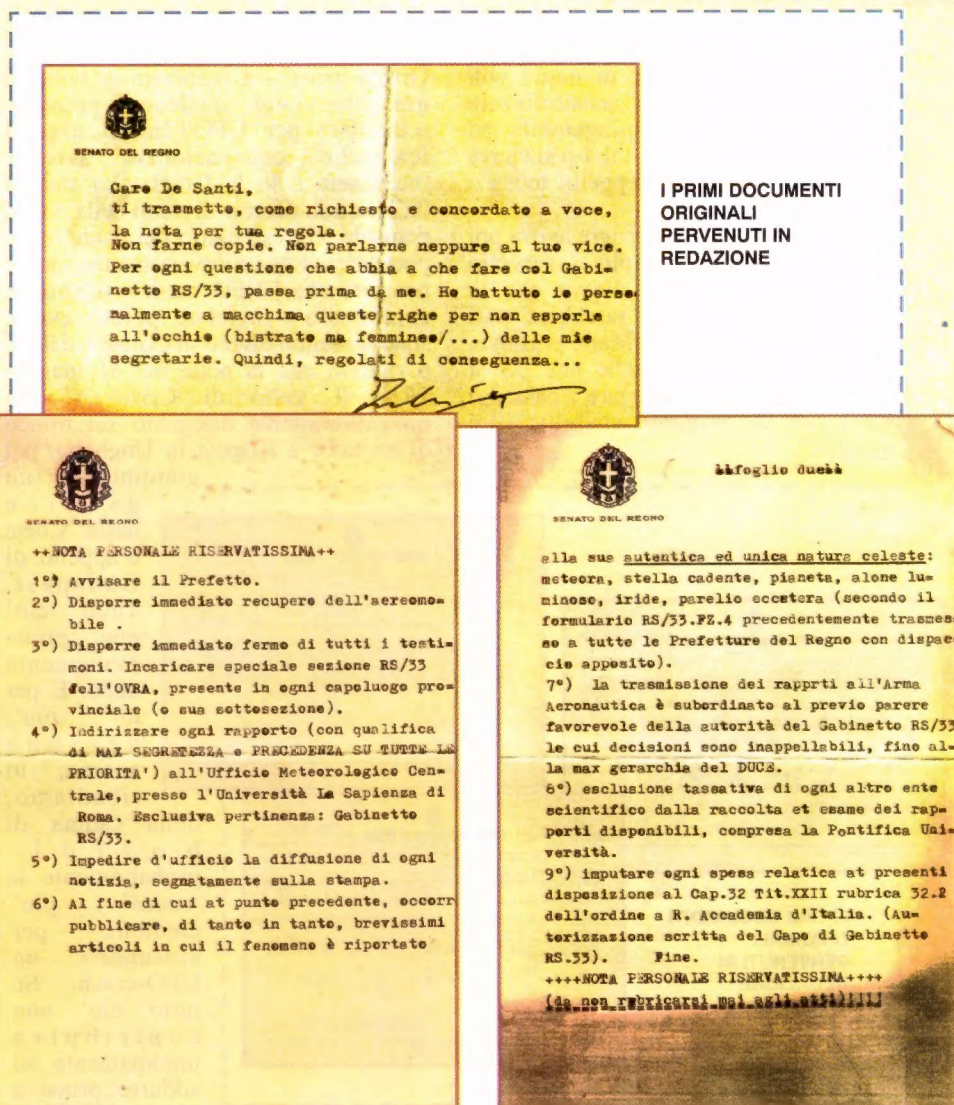 SENATO DEL REGNO
Care De Santi,
ti trasmette, come richiesto e concordato a voce,
la nota per tua regola.
Non farne copie. Non parlarne neppure al tuo vice.
Per ogni questione che abbia a che fare col Gabi=
nette RS/33, passa prima da me. Ho battuto io perso
nalmente a macchina queste righe per non esporle
all'occhio (bistrato ma femmineo/...) delle mie
segretarie. Quindi, regolati di conseguenza...
I PRIMI DOCUMENTI
ORIGINALI
PERVENUTI IN
REDAZIONE
SENATO DEL REGNO
++NOTA PERSONALE RISERVATISSIMA++
1°) Avvisare il Prefetto.
2°) Disporre immediato recupero dell'aereomo=
bile .
3°) Disporre immediato fermo di tutti i testi=
moni. Incaricare speciale sezione RS/33
dell'OVRA, presente in ogni capoluogo pro=
vinciale (o sua sottosezione).
4°) Indirizzare ogni rapporto (con qualifica
di MAX SEGRETEZZA e PRECEDENZA SU TUTTE LE
PRIORITA') all'Ufficio Meteorologico Cen=
trale, presso l'Università La Sapienza di
Roma. Esclusiva pertinenza: Gabinetto
RS/33.
5°) Impedire d'ufficio la diffusione di ogni
notizia, segnatamente sulla stampa.
6°) Al fine di cui at punto precedente, occorr
pubblicare, di tanto in tanto, brevissimi
articoli in cui il fenomeno è riportato
foglio due
SENATO DEL REGNO
alla sua autentica ed unica natura celeste:
meteora, stella cadente, pianeta, alone lu=
minoso, iride, parelio eccetera (secondo il
formulario RS/33.FZ.4 precedentemente trasmes
so a tutte le Prefetture del Regno con dispac
cio apposito).
7°) la trasmissione dei rapprti all'Arma
Aeronautica è subordinato al previo parere
favorevole della autorità del Gabinetto RS/33
le cui decisioni sono inappellabili, fino al=
la max gerarchia del DUCE.
8°) esclusione tassativa di ogni altro ente
scientifico dalla raccolta et esame dei rap=
porti disponibili, compresa la Pontifica Uni=
versità.
9°) imputare ogni spesa relatica at presenti
disposizione al Cap.32 Tit.XXII rubrica 32.2
dell'ordine a R. Accademia d'Italia. (Au=
torizzazione scritta del Capo di Gabinetto
RS.33). Fine.
++++NOTA PERSONALE RISERVATISSIMA++++
(da non rubricarsi mai agli atti)!!!!